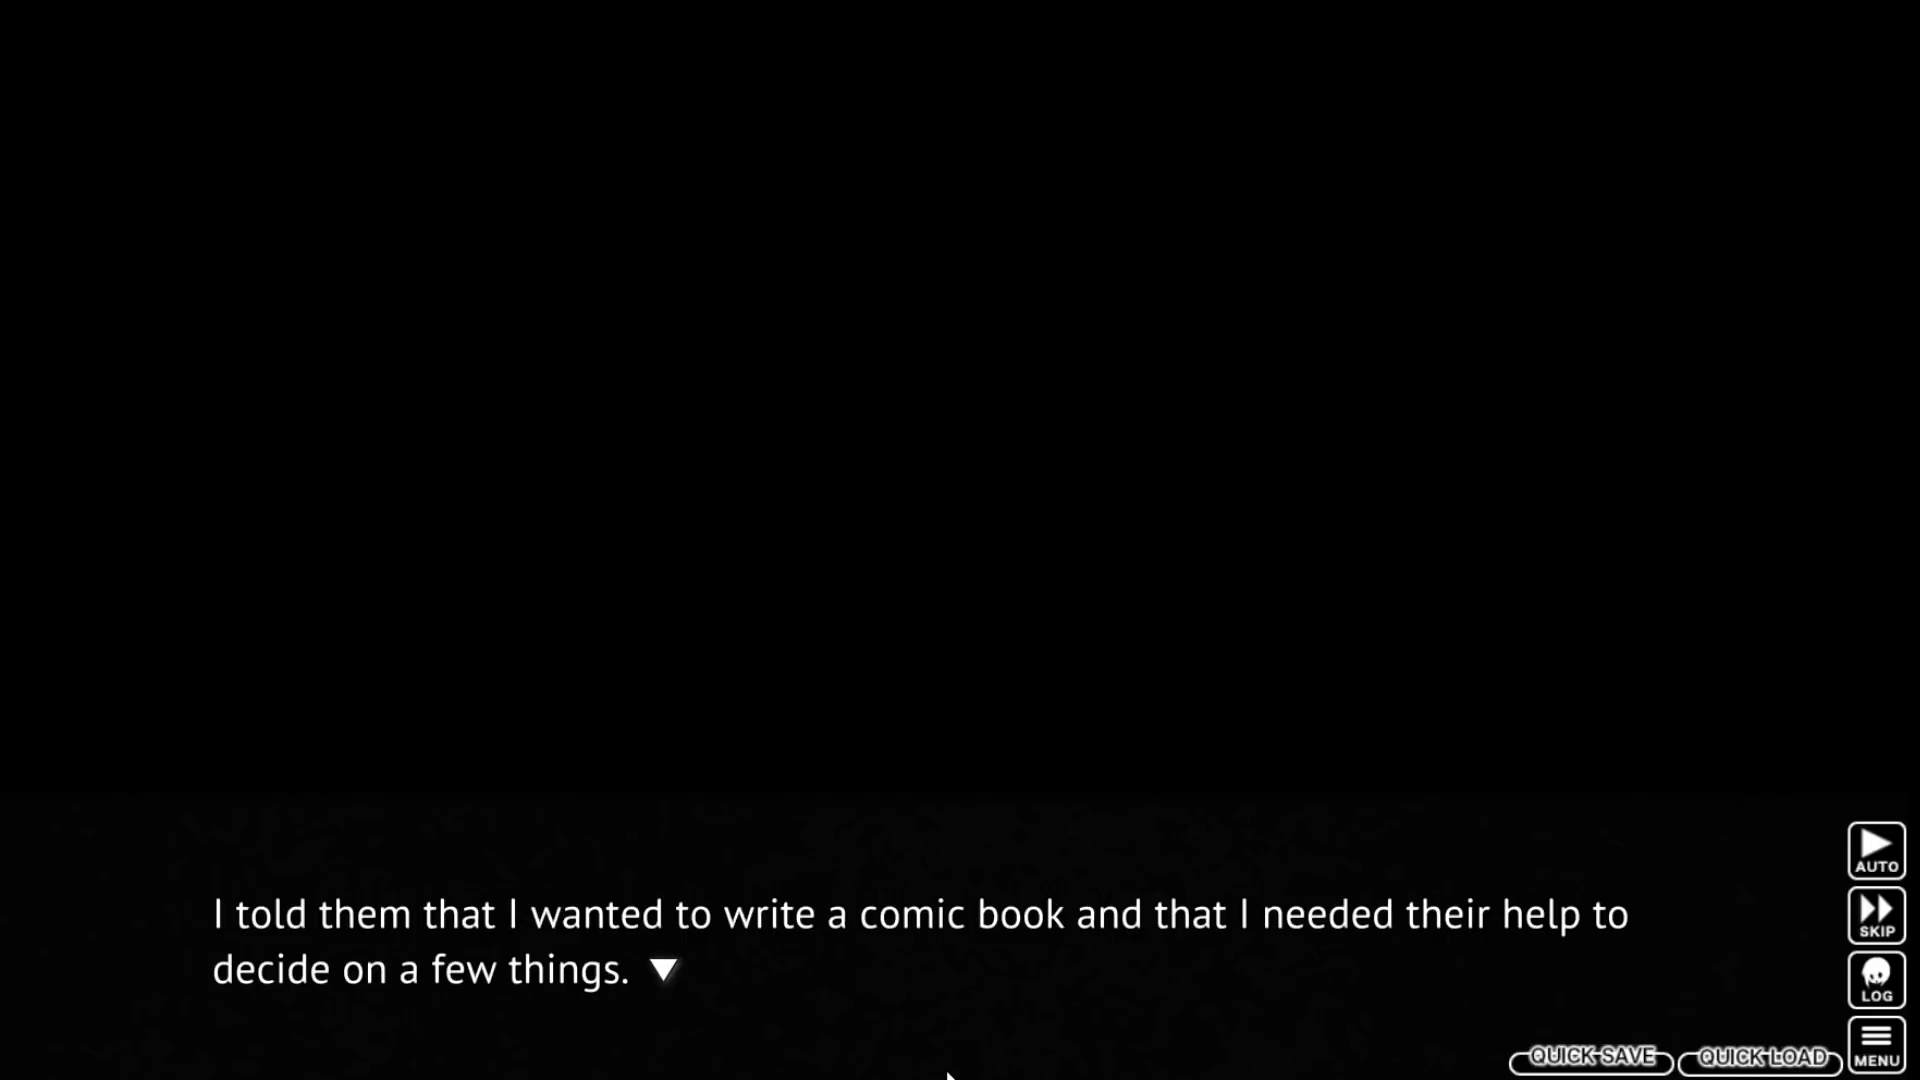 I told them that I wanted to write a comic book and that I needed their help to
decide on a few things.
AUTO
SKIP
LOG
QUICK SAVE
QUICK LOAD
MENU